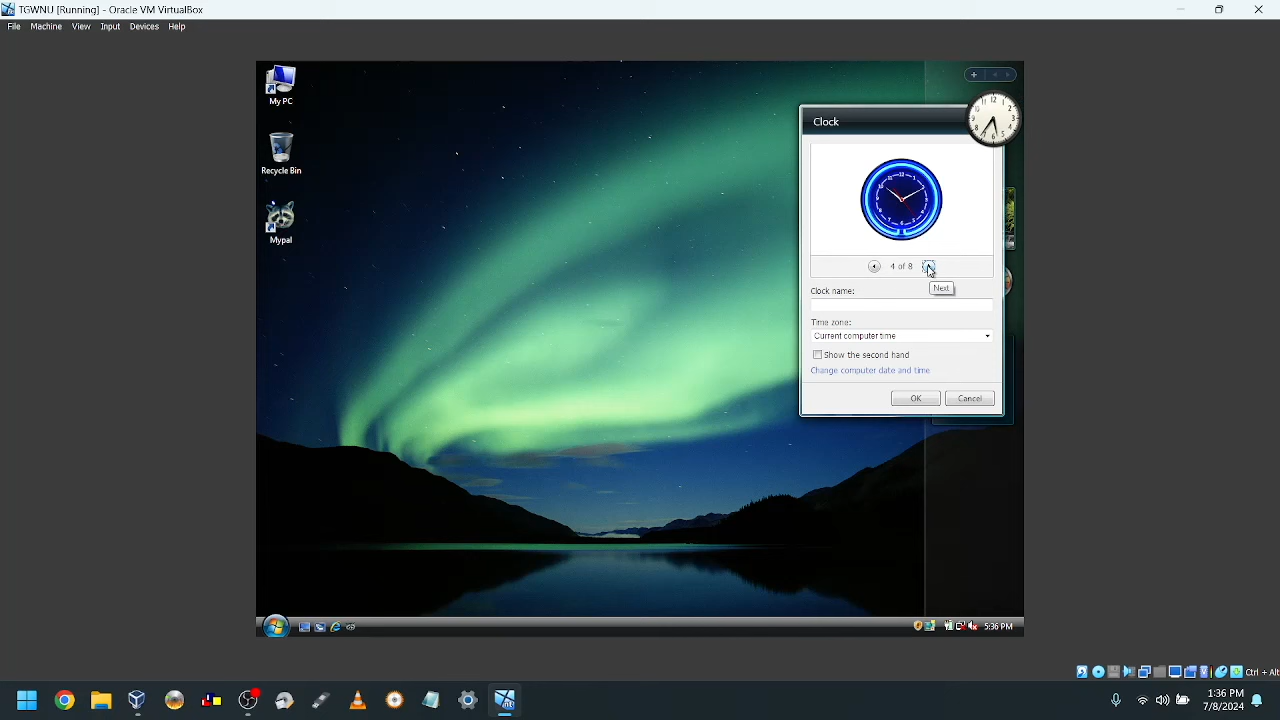 TGWNU [Running] - Oracle VM VirtualBox
File Machine View Input Devices Help
My PC
Recycle Bin
Mypal
Clock
4 of 8
Next
Clock name:
Time zone:
Current computer time
Show the second hand
Change computer date and time
OK Cancel
5:36 PM
Ctrl + Alt
1:36 PM
7/8/2024